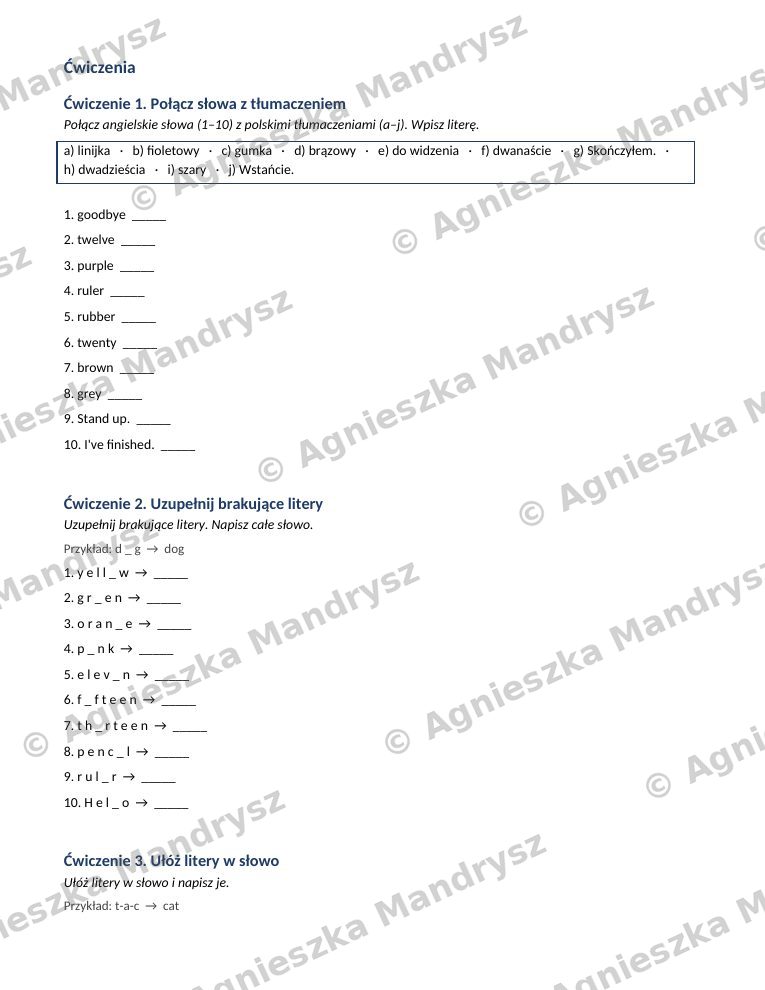 Ćwiczenia
Ćwiczenie 1. Połącz słowa z tłumaczeniem
Połącz angielskie słowa (1–10) z polskimi tłumaczeniami (a–j). Wpisz literę.
a) linijka · b) fioletowy · c) gumka · d) brązowy · e) do widzenia · f) dwanaście · g) Skończyłem. ·
h) dwadzieścia · i) szary · j) Wstańcie.
1. goodbye _____
2. twelve _____
3. purple _____
4. ruler _____
5. rubber _____
6. twenty _____
7. brown _____
8. grey _____
9. Stand up. _____
10. I've finished. _____
Ćwiczenie 2. Uzupełnij brakujące litery
Uzupełnij brakujące litery. Napisz całe słowo.
Przykład: d _ g → dog
1. y e l l _ w → _____
2. g r _ e n → _____
3. o r a n _ e → _____
4. p _ n k → _____
5. e l e v _ n → _____
6. f _ f t e e n → _____
7. t h _ r t e e n → _____
8. p e n c _ l → _____
9. r u l _ r → _____
10. H e l _ o → _____
Ćwiczenie 3. Ułóż litery w słowo
Ułóż litery w słowo i napisz je.
Przykład: t-a-c → cat
© Agnieszka Mandrysz